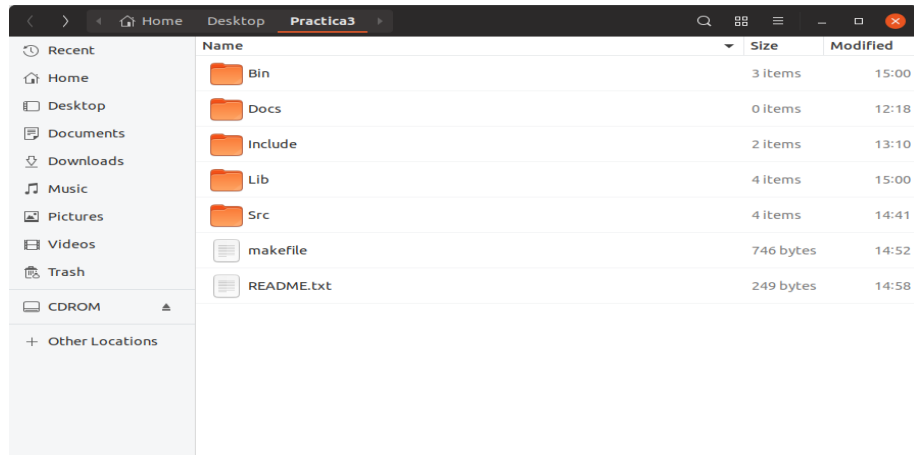 Home Desktop Practica3
Recent
Home
Desktop
Documents
Downloads
Music
Pictures
Videos
Trash
CDROM
+ Other Locations
Name Size Modified
Bin 3 items 15:00
Docs 0 items 12:18
Include 2 items 13:10
Lib 4 items 15:00
Src 4 items 14:41
makefile 746 bytes 14:52
README.txt 249 bytes 14:58